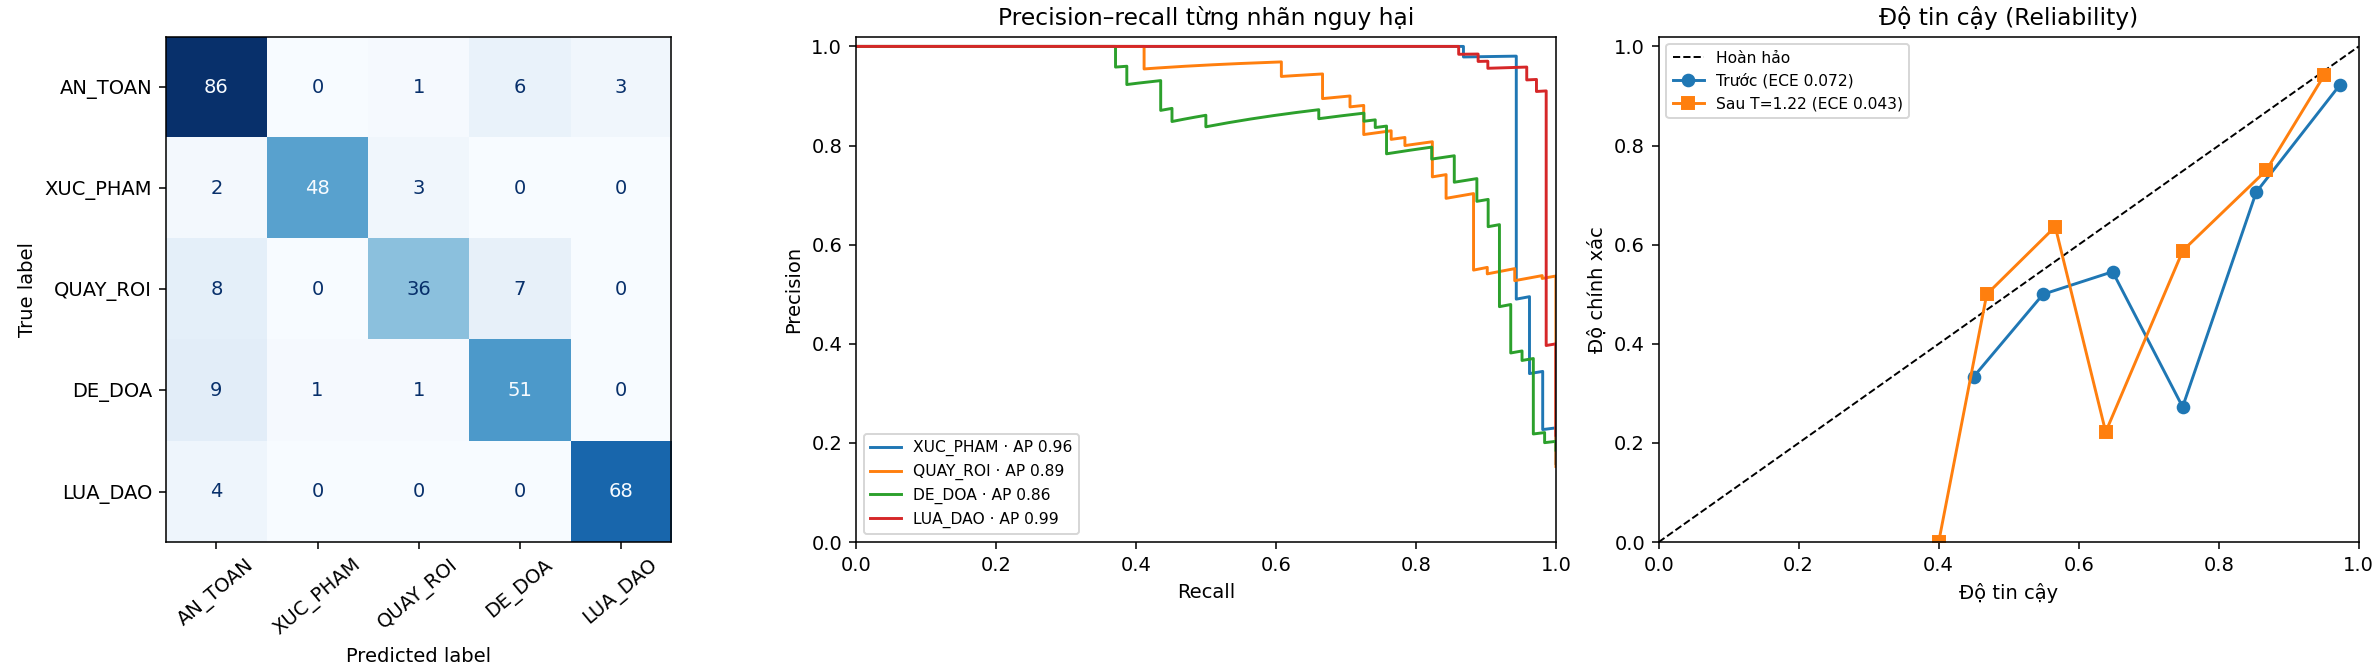 AN_TOAN
XUC_PHAM
QUAY_ROI
DE_DOA
LUA_DAO
True label
86 0 1 6 3
2 48 3 0 0
8 0 36 7 0
9 1 1 51 0
4 0 0 0 68
AN_TOAN
XUC_PHAM
QUAY_ROI
DE_DOA
LUA_DAO
Predicted label
Precision–recall từng nhãn nguy hại
Precision
1.0
0.8
0.6
0.4
0.2
0.0
XUC_PHAM · AP 0.96
QUAY_ROI · AP 0.89
DE_DOA · AP 0.86
LUA_DAO · AP 0.99
0.0 0.2 0.4 0.6 0.8 1.0
Recall
Độ tin cậy (Reliability)
Độ chính xác
1.0
0.8
0.6
0.4
0.2
0.0
Hoàn hảo
Trước (ECE 0.072)
Sau T=1.22 (ECE 0.043)
0.0 0.2 0.4 0.6 0.8 1.0
Độ tin cậy